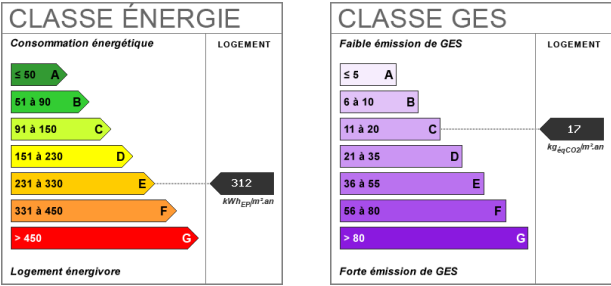 CLASSE ÉNERGIE
Consommation énergétique
LOGEMENT
≤ 50 A
51 à 90 B
91 à 150 C
151 à 230 D
231 à 330 E
312
kWhEP/m².an
331 à 450 F
> 450 G
Logement énergivore
CLASSE GES
Faible émission de GES
LOGEMENT
≤ 5 A
6 à 10 B
11 à 20 C
17
kgéqCO2/m².an
21 à 35 D
36 à 55 E
56 à 80 F
> 80 G
Forte émission de GES